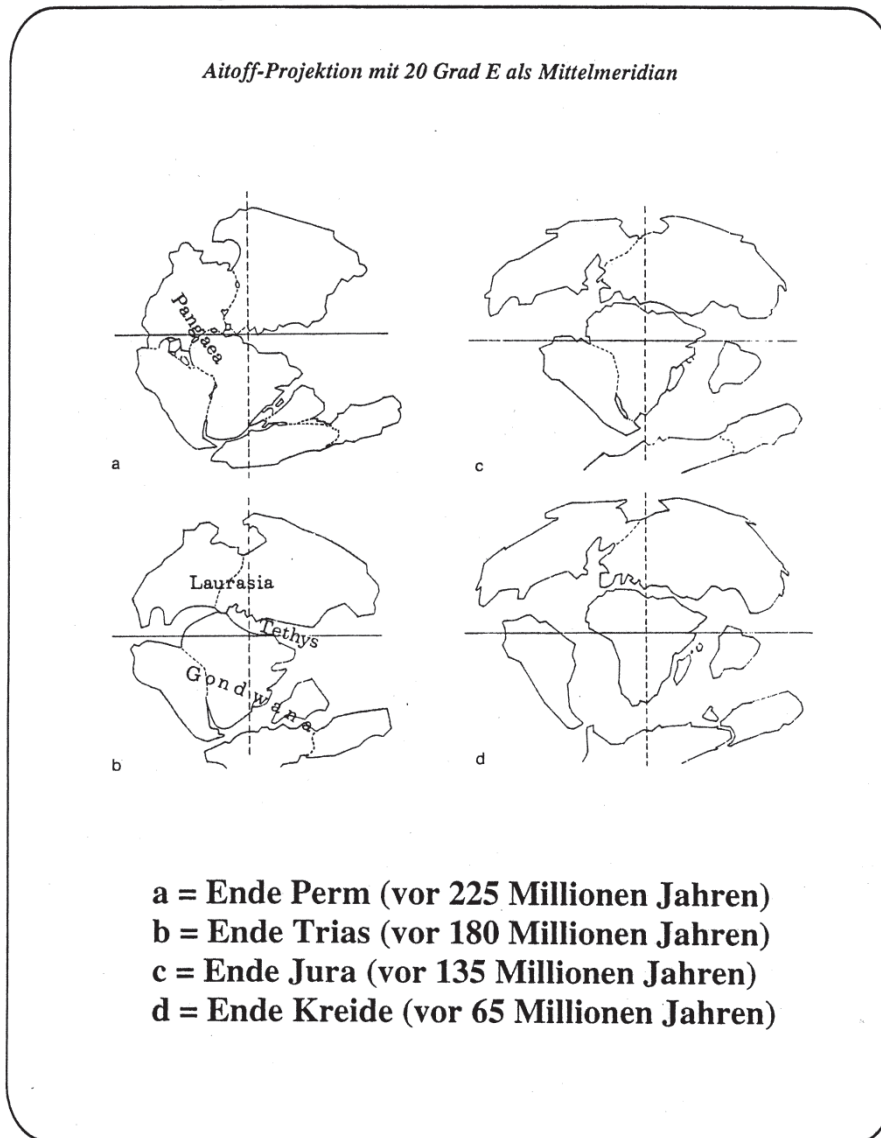 Aitoff-Projektion mit 20 Grad E als Mittelmeridian
Pangaea
a
c
Laurasia
Tethys
Gondwana
b
d
a = Ende Perm (vor 225 Millionen Jahren)
b = Ende Trias (vor 180 Millionen Jahren)
c = Ende Jura (vor 135 Millionen Jahren)
d = Ende Kreide (vor 65 Millionen Jahren)